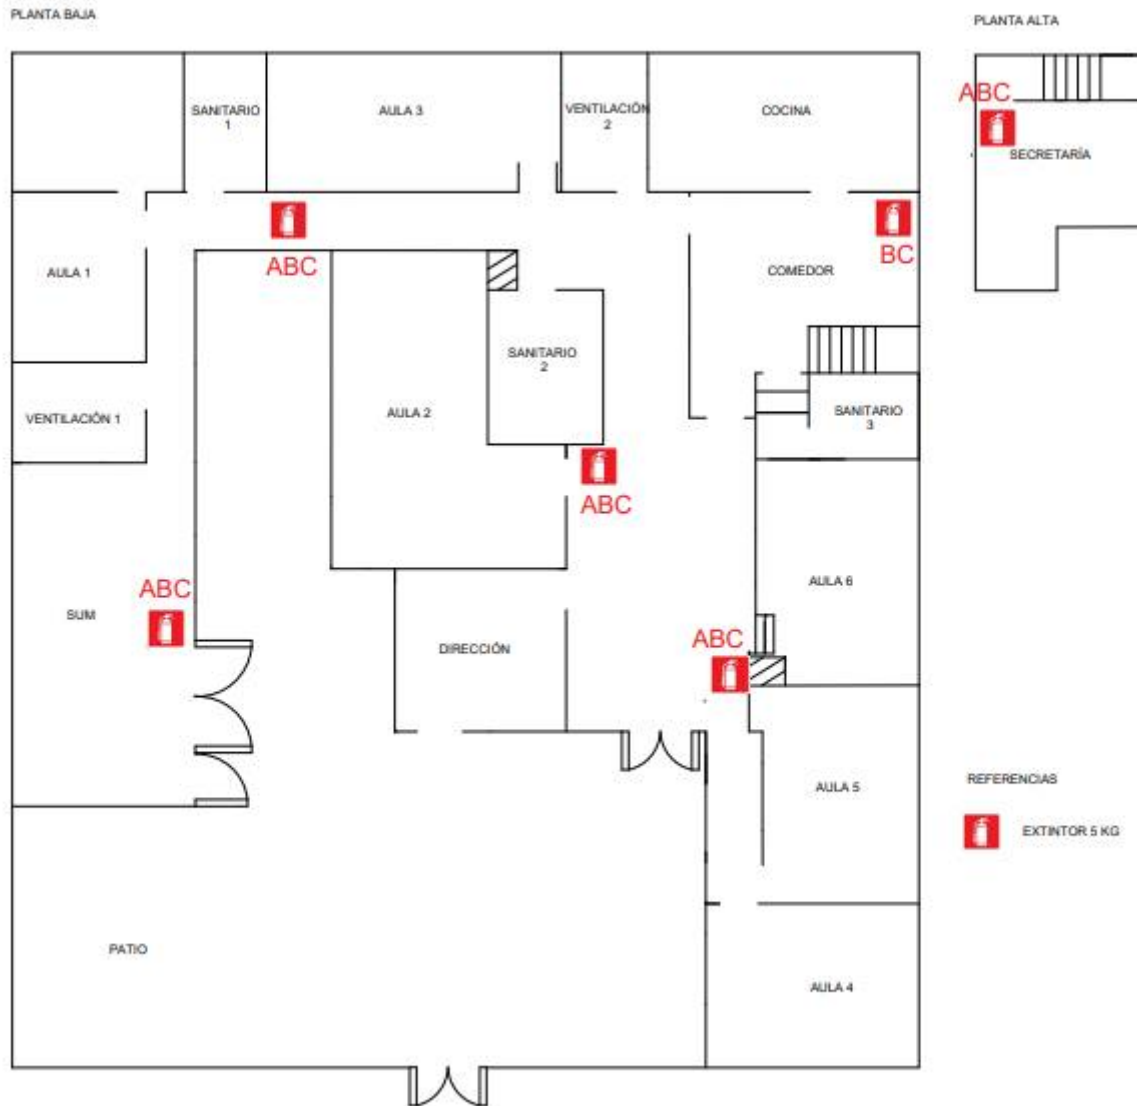 PLANTA BAJA
PLANTA ALTA
SANITARIO
1
AULA 3
VENTILACIÓN
2
COCINA
ABC
SECRETARÍA
ABC
BC
AULA 1
COMEDOR
SANITARIO
2
VENTILACIÓN 1
AULA 2
SANITARIO
3
ABC
ABC
SUM
AULA 6
ABC
DIRECCIÓN
REFERENCIAS
AULA 5
EXTINTOR 5 KG
PATIO
AULA 4